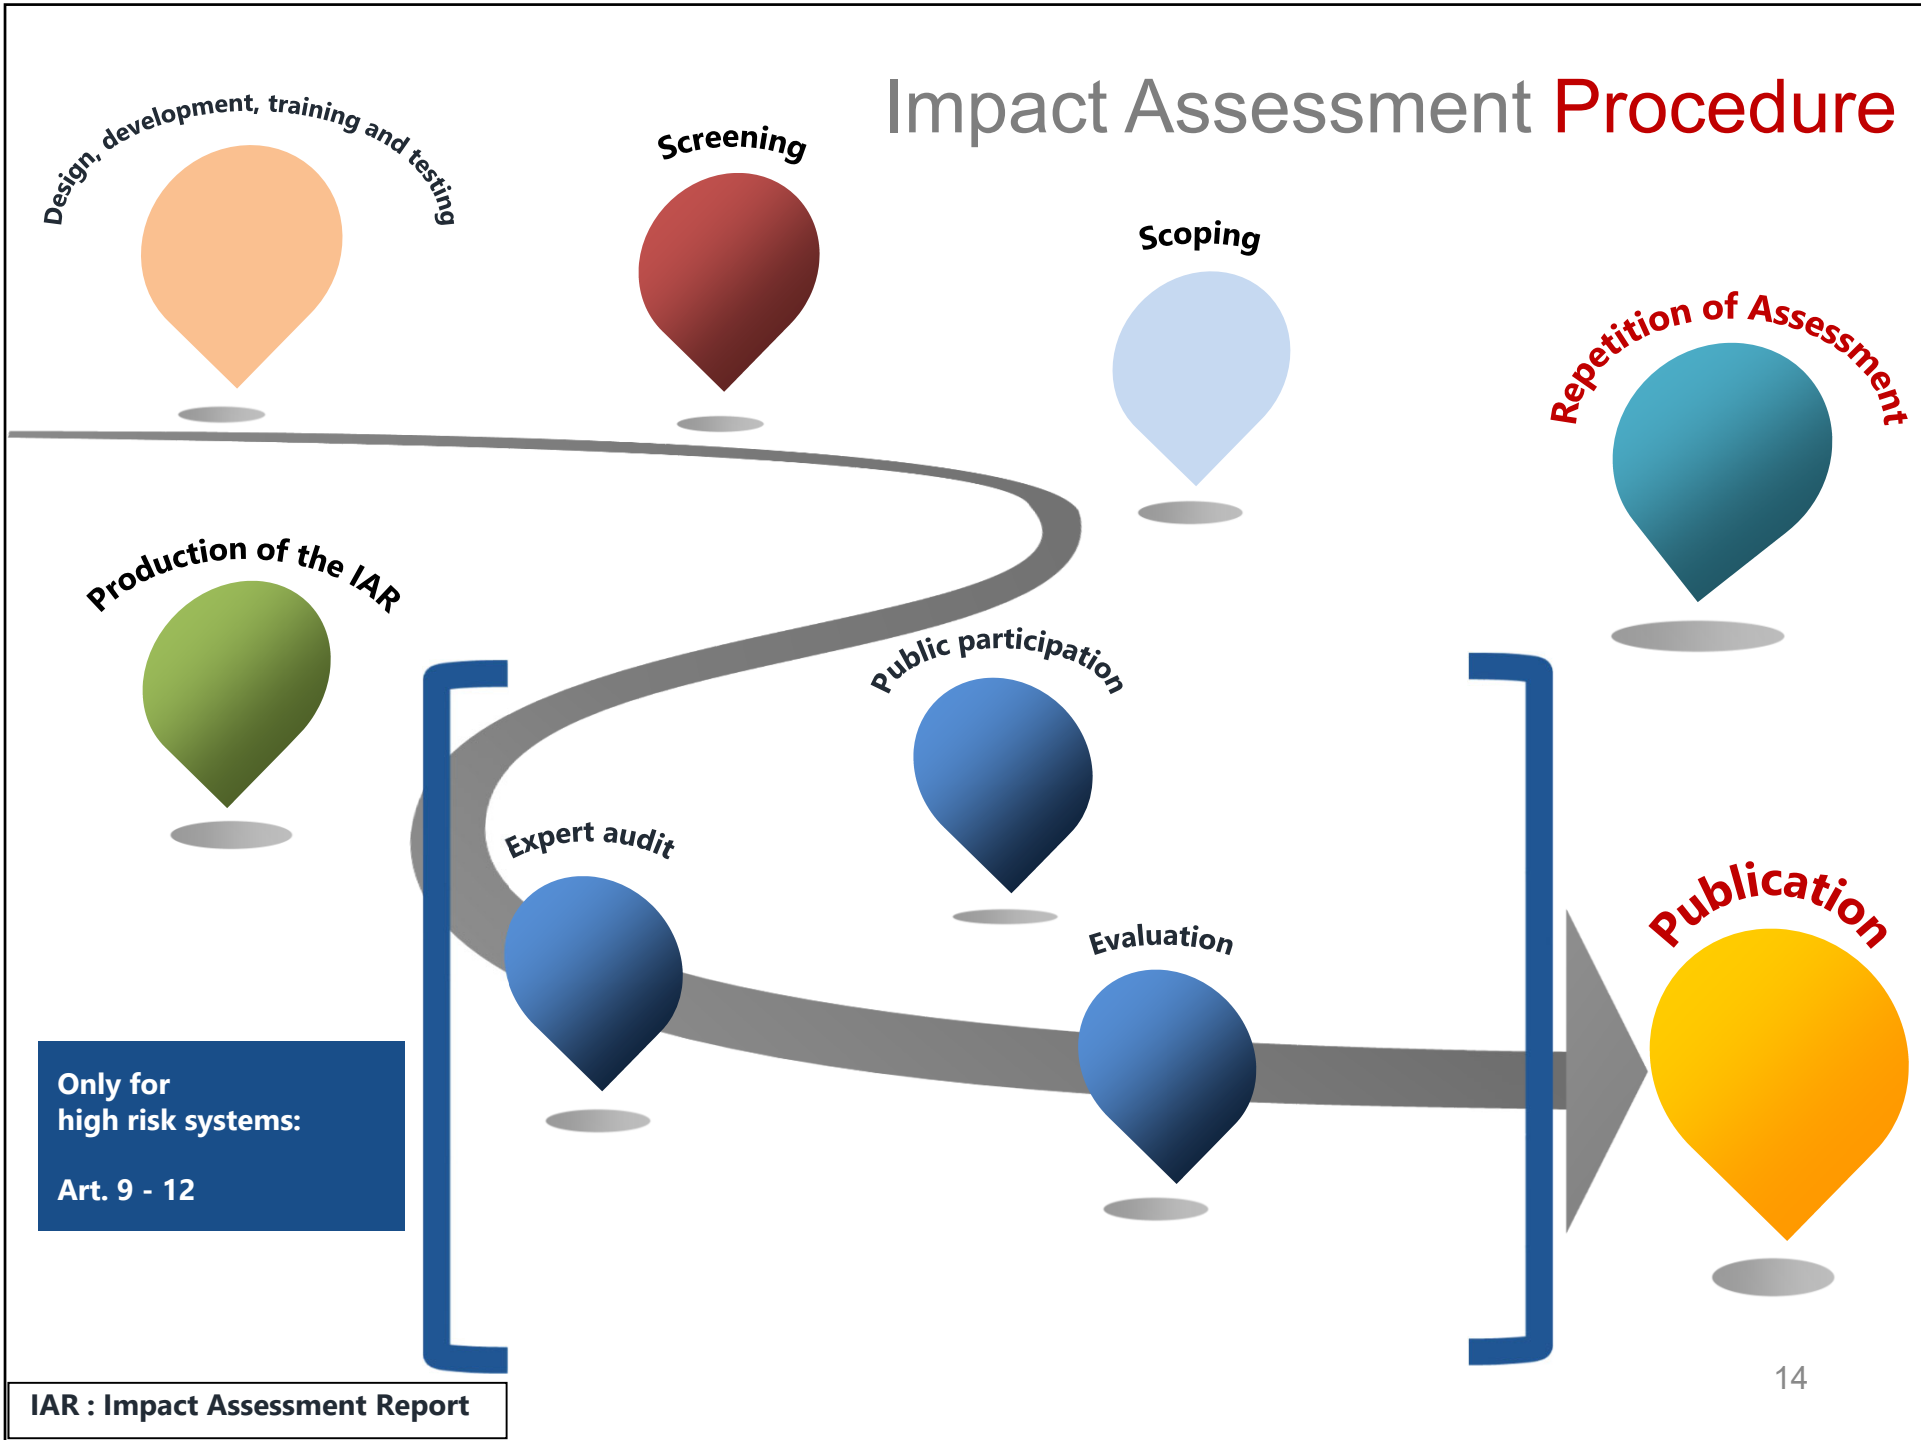 Impact Assessment Procedure
Design, development, training and testing
Screening
Scoping
Repetition of Assessment
Production of the IAR
Public participation
Expert audit
Evaluation
Publication
Only for
high risk systems:
Art. 9 - 12
IAR : Impact Assessment Report
14